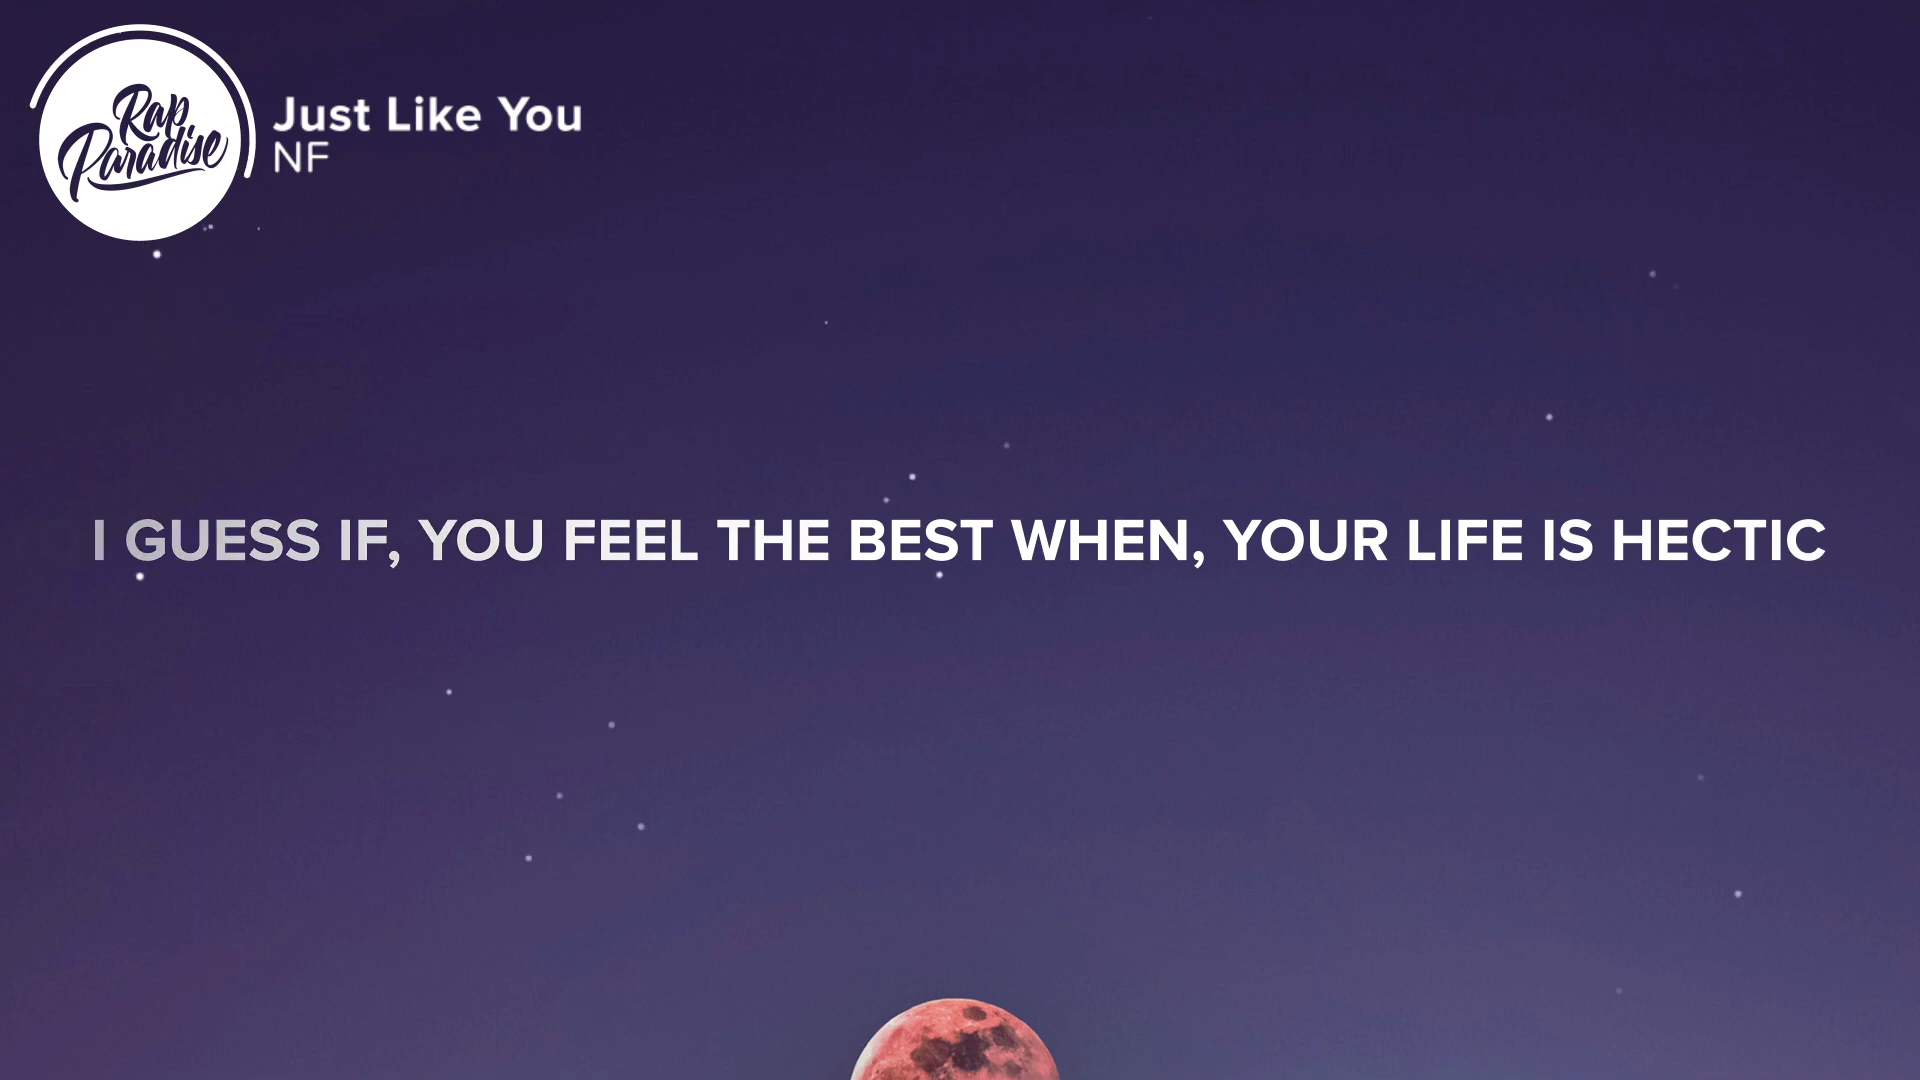 Rap
Paradise
Just Like You
NF
I GUESS IF, YOU FEEL THE BEST WHEN, YOUR LIFE IS HECTIC